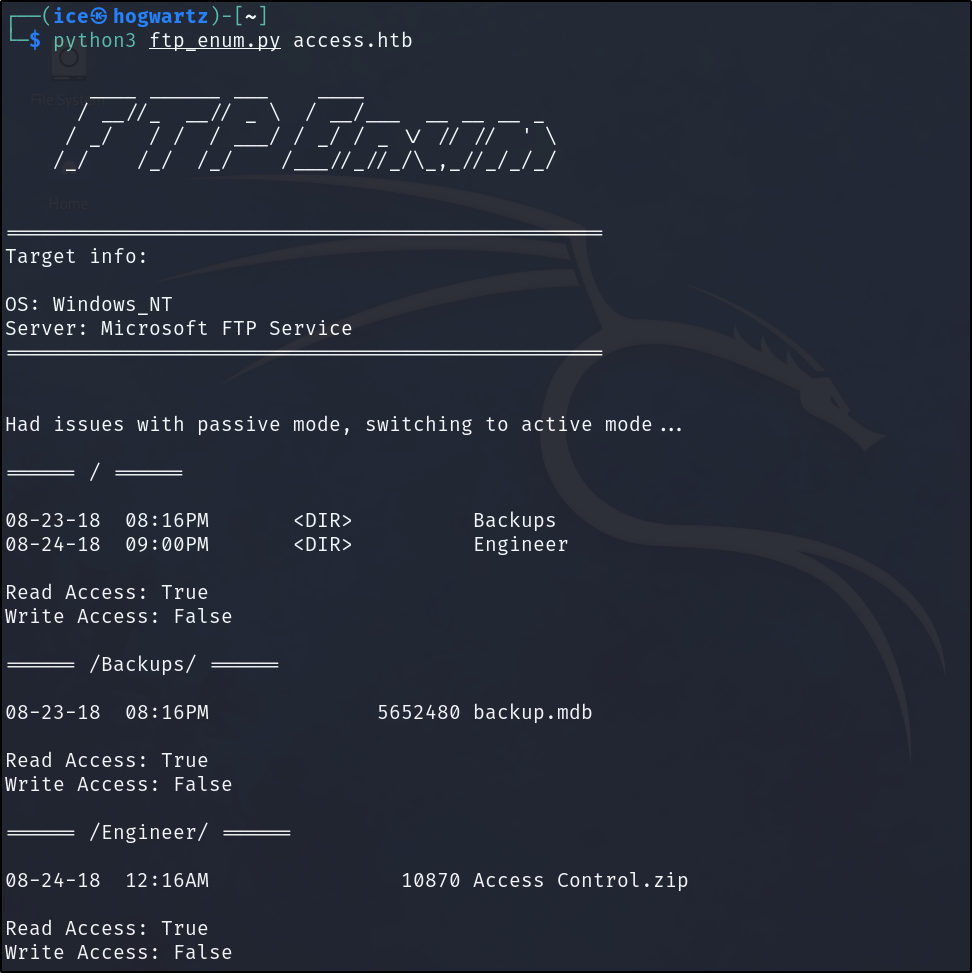 ┌──(ice㉿hogwartz)-[~]
└─$ python3 ftp_enum.py access.htb
File System
FTP Enum
Home
==================================================
Target info:
OS: Windows_NT
Server: Microsoft FTP Service
==================================================
Had issues with passive mode, switching to active mode...
====== / ======
08-23-18  08:16PM       <DIR>          Backups
08-24-18  09:00PM       <DIR>          Engineer
Read Access: True
Write Access: False
====== /Backups/ ======
08-23-18  08:16PM              5652480 backup.mdb
Read Access: True
Write Access: False
====== /Engineer/ ======
08-24-18  12:16AM                10870 Access Control.zip
Read Access: True
Write Access: False